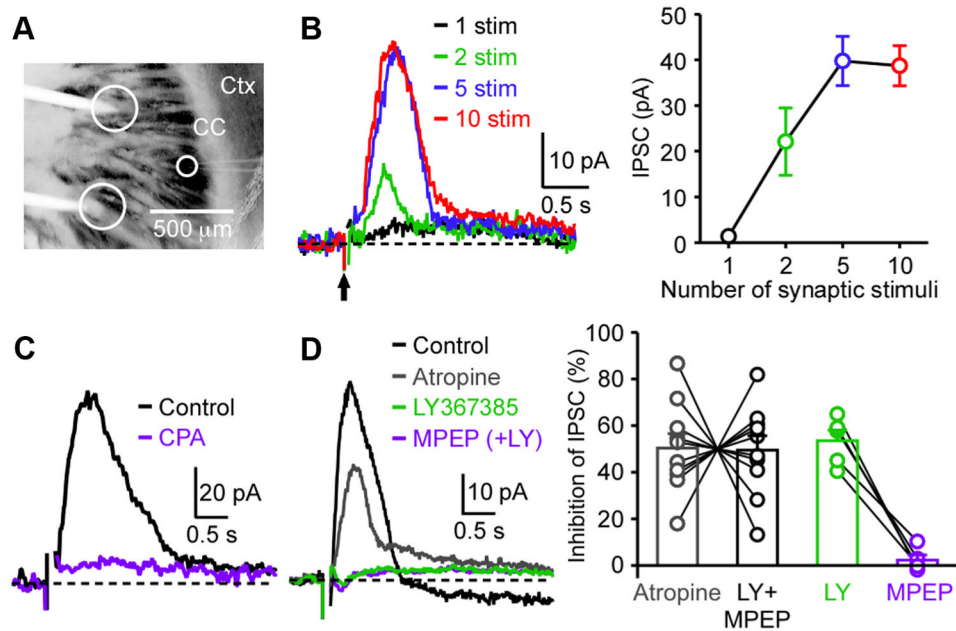 A
Ctx
CC
500 µm
B
1 stim
2 stim
5 stim
10 stim
10 pA
0.5 s
IPSC (pA)
50
40
30
20
10
0
1 2 5 10
Number of synaptic stimuli
C
Control
CPA
20 pA
0.5 s
D
Control
Atropine
LY367385
MPEP (+LY)
10 pA
0.5 s
Inhibition of IPSC (%)
100
80
60
40
20
0
Atropine LY+ LY MPEP
MPEP